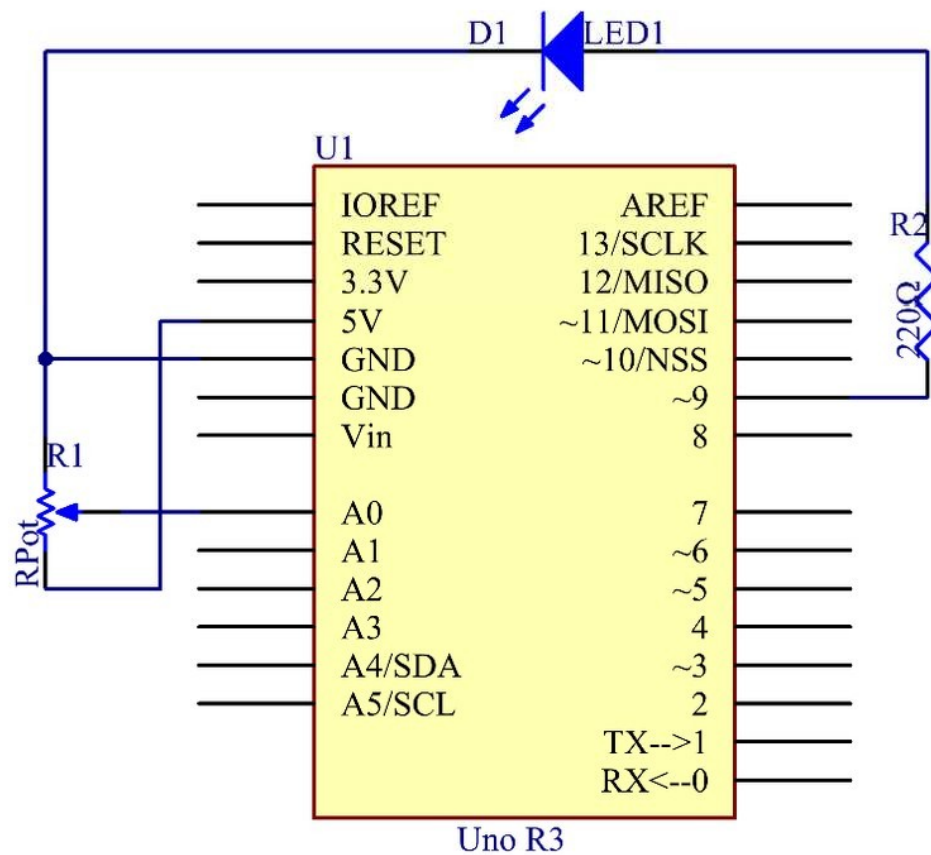 D1 LED1
U1
IOREF AREF
RESET 13/SCLK
3.3V 12/MISO
5V ~11/MOSI
GND ~10/NSS
GND ~9
Vin 8
A0 7
A1 ~6
A2 ~5
A3 4
A4/SDA ~3
A5/SCL 2
TX-->1
RX<--0
Uno R3
R1
RPot
R2
220Ω